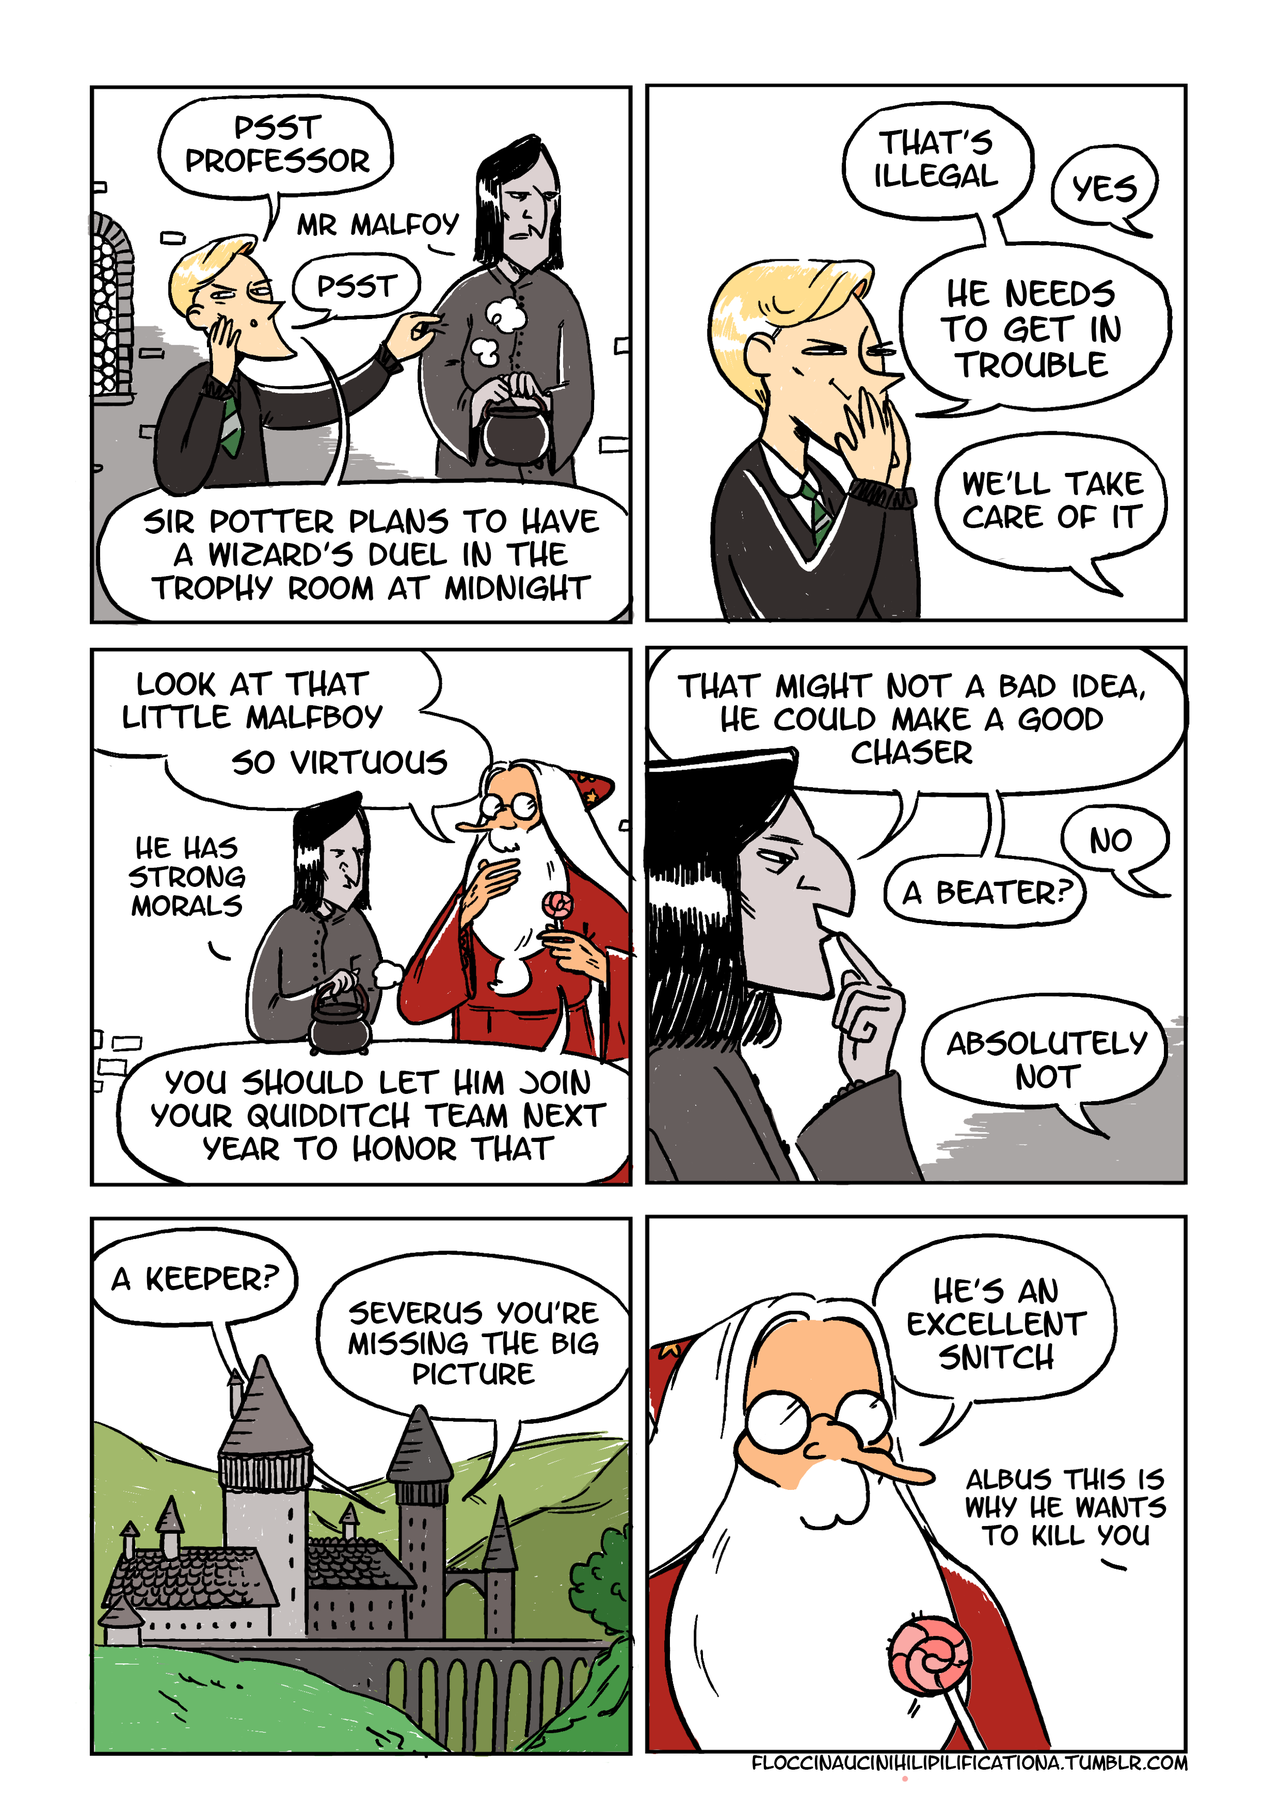 PSST
PROFESSOR
MR MALFOY
PSST
SIR POTTER PLANS TO HAVE
A WIZARD'S DUEL IN THE
TROPHY ROOM AT MIDNIGHT
THAT'S
ILLEGAL
YES
HE NEEDS
TO GET IN
TROUBLE
WE'LL TAKE
CARE OF IT
LOOK AT THAT
LITTLE MALFBOY
SO VIRTUOUS
HE HAS
STRONG
MORALS
YOU SHOULD LET HIM JOIN
YOUR QUIDDITCH TEAM NEXT
YEAR TO HONOR THAT
THAT MIGHT NOT A BAD IDEA,
HE COULD MAKE A GOOD
CHASER
NO
A BEATER?
ABSOLUTELY
NOT
A KEEPER?
SEVERUS YOU'RE
MISSING THE BIG
PICTURE
HE'S AN
EXCELLENT
SNITCH
ALBUS THIS IS
WHY HE WANTS
TO KILL YOU
FLOCCINAUCINIHILIPILIFICATIONA.TUMBLR.COM